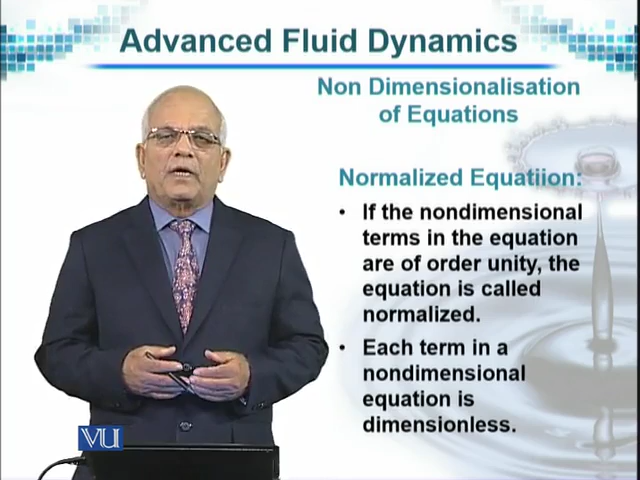 Advanced Fluid Dynamics
Non Dimensionalisation
of Equations
Normalized Equatiion:
• If the nondimensional
terms in the equation
are of order unity, the
equation is called
normalized.
• Each term in a
nondimensional
equation is
dimensionless.
VU